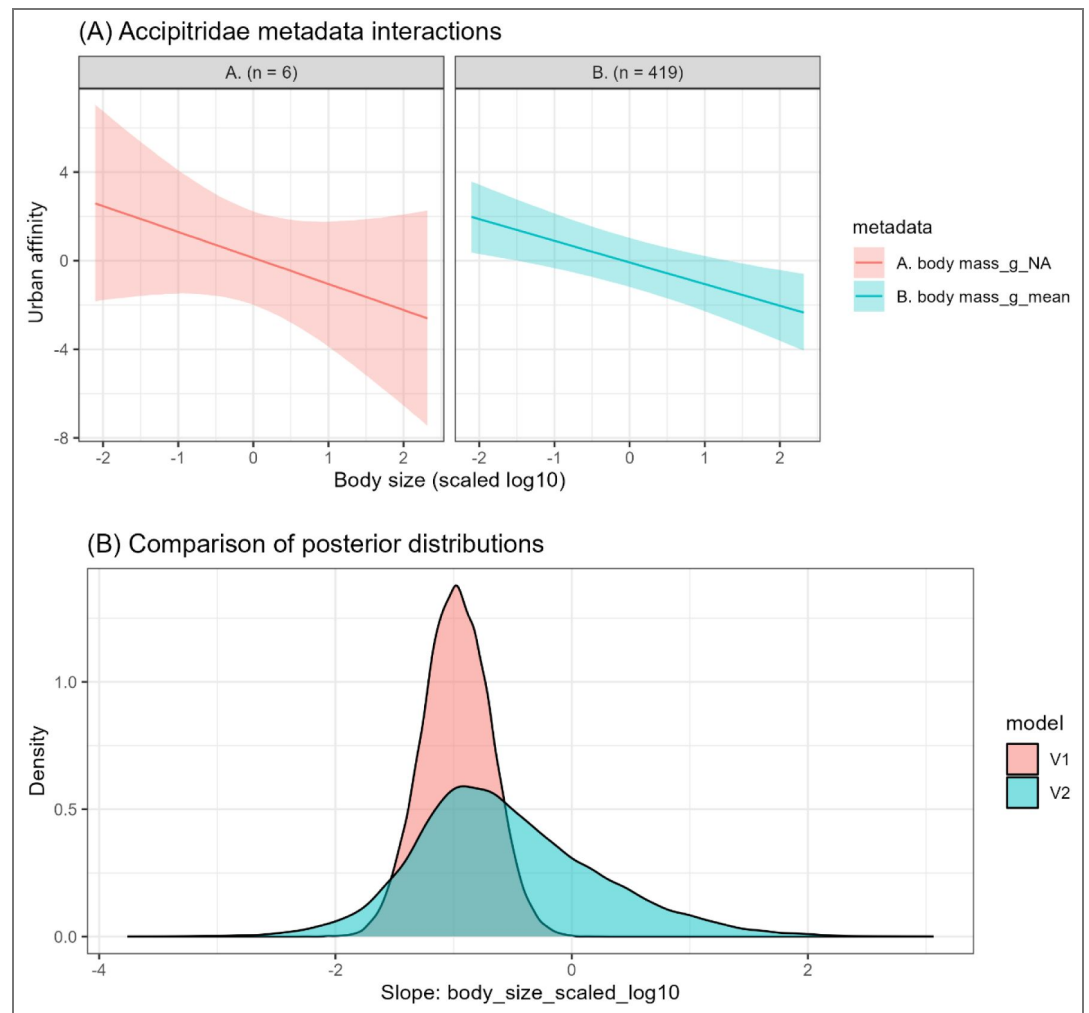 (A) Accipitridae metadata interactions
A. (n = 6)
B. (n = 419)
4
0
-4
-8
Urban affinity
-2 -1 0 1 2
-2 -1 0 1 2
Body size (scaled log10)
metadata
A. body mass_g_NA
B. body mass_g_mean
(B) Comparison of posterior distributions
1.0
0.5
0.0
Density
-4 -2 0 2
Slope: body_size_scaled_log10
model
V1
V2